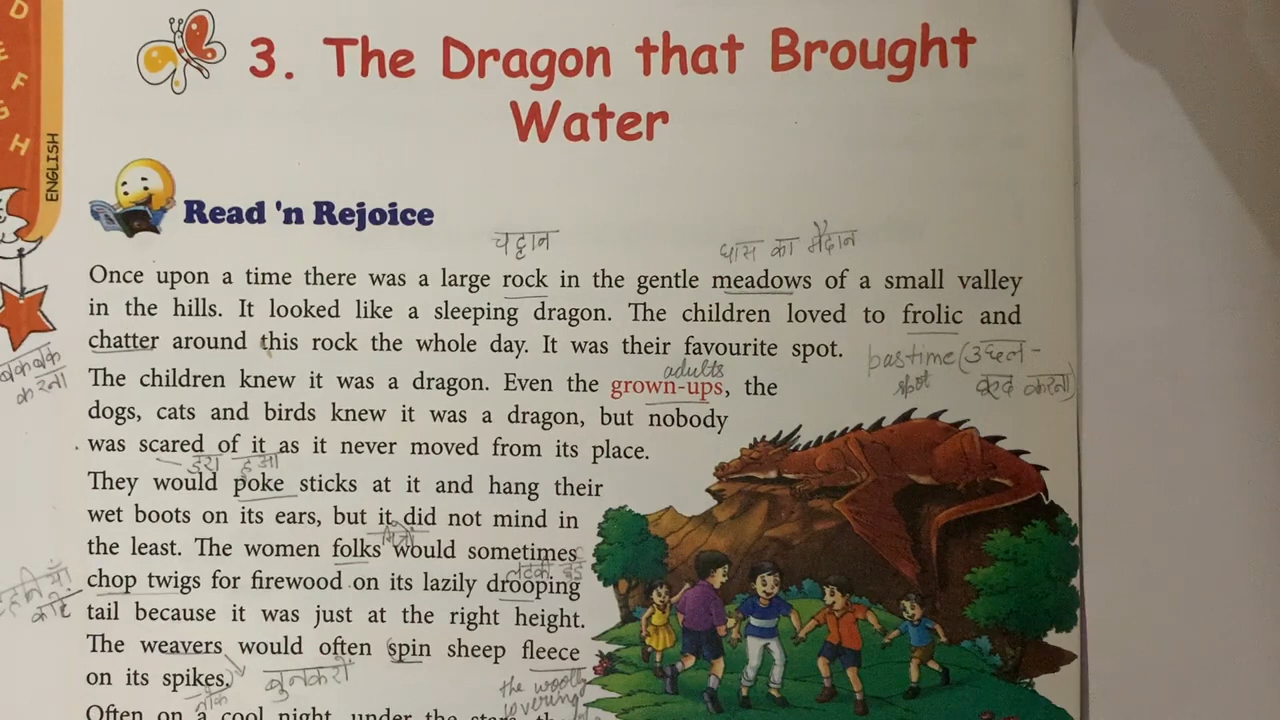 D
E
F
G
H
ENGLISH
3. The Dragon that Brought
Water
Read 'n Rejoice
चट्टान
घास का मैदान
Once upon a time there was a large rock in the gentle meadows of a small valley
in the hills. It looked like a sleeping dragon. The children loved to frolic and
chatter around this rock the whole day. It was their favourite spot.
बकबक
करना
pastime (उछल-
spot
कूद करना)
adults
The children knew it was a dragon. Even the grown-ups, the
dogs, cats and birds knew it was a dragon, but nobody
was scared of it as it never moved from its place.
डरा हुआ
They would poke sticks at it and hang their
wet boots on its ears, but it did not mind in
the least. The women folks would sometimes
chop twigs for firewood on its lazily drooping
tail because it was just at the right height.
The weavers would often spin sheep fleece
on its spikes.
बुनकरों
नोंक
the woolly
covering
Often on a cool night, under the stars, the